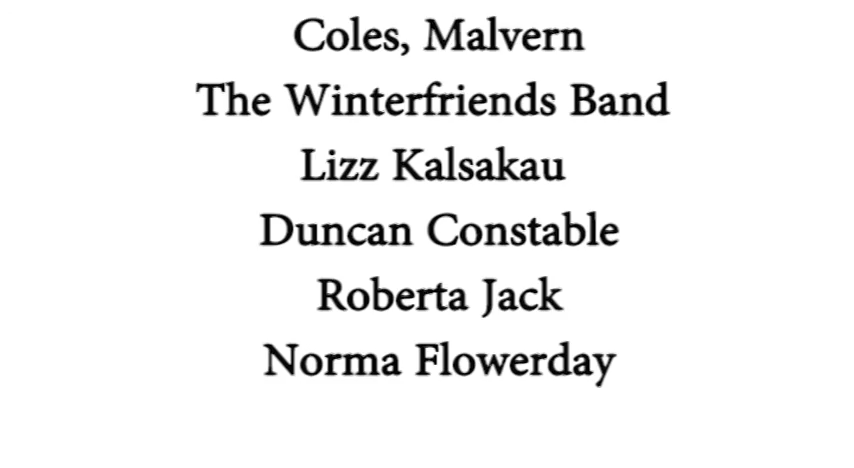 Coles, Malvern
The Winterfriends Band
Lizz Kalsakau
Duncan Constable
Roberta Jack
Norma Flowerday